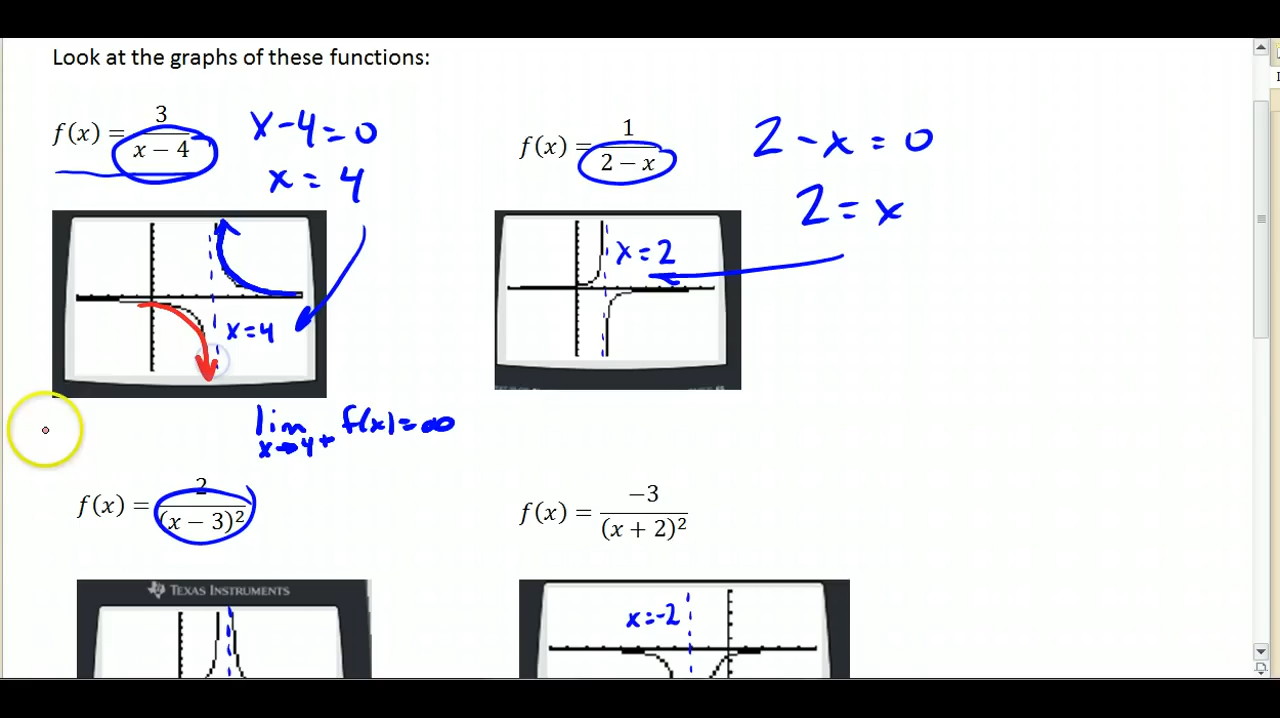 Look at the graphs of these functions:
f(x) = 3/(x − 4)
x-4=0
x = 4
x=4
lim x→4+ f(x)=∞
f(x) = 1/(2 − x)
2-x=0
2=x
x=2
f(x) = 2/(x − 3)²
TEXAS INSTRUMENTS
f(x) = −3/(x + 2)²
x=-2